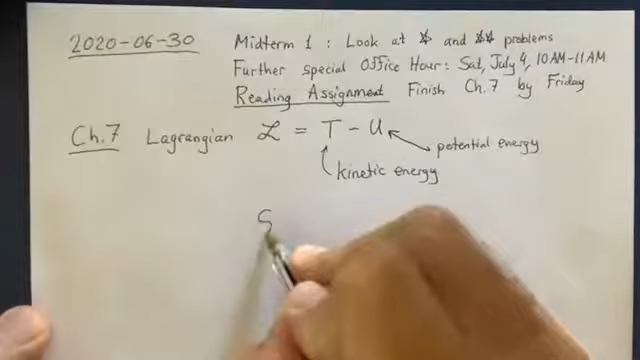 2020-06-30 Midterm 1 : Look at ☆ and ☆☆ problems
Further special Office Hour: Sat, July 4, 10AM-11AM
Reading Assignment Finish Ch.7 by Friday
Ch.7 Lagrangian ℒ = T - U
potential energy
kinetic energy
S